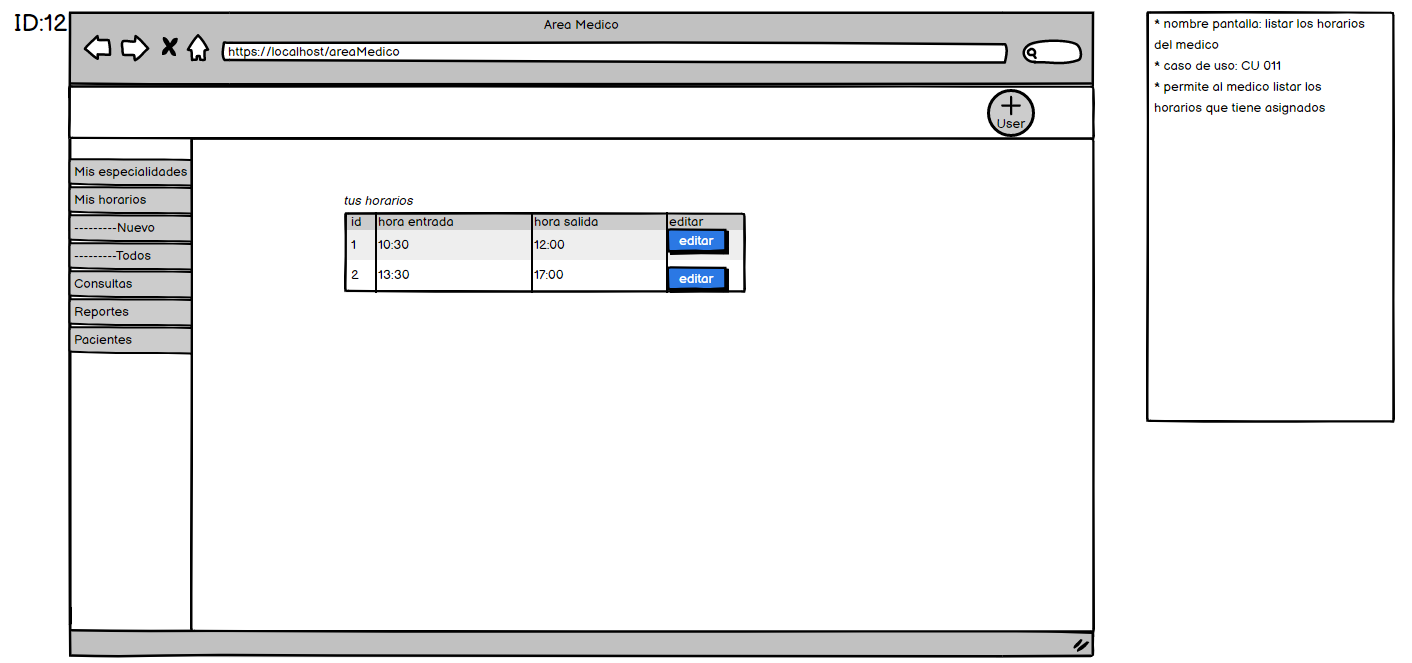 ID:12
Area Medico
https://localhost/areaMedico
User
Mis especialidades
Mis horarios
---------Nuevo
---------Todos
Consultas
Reportes
Pacientes
tus horarios
id hora entrada hora salida editar
1 10:30 12:00 editar
2 13:30 17:00 editar
* nombre pantalla: listar los horarios
del medico
* caso de uso: CU 011
* permite al medico listar los
horarios que tiene asignados